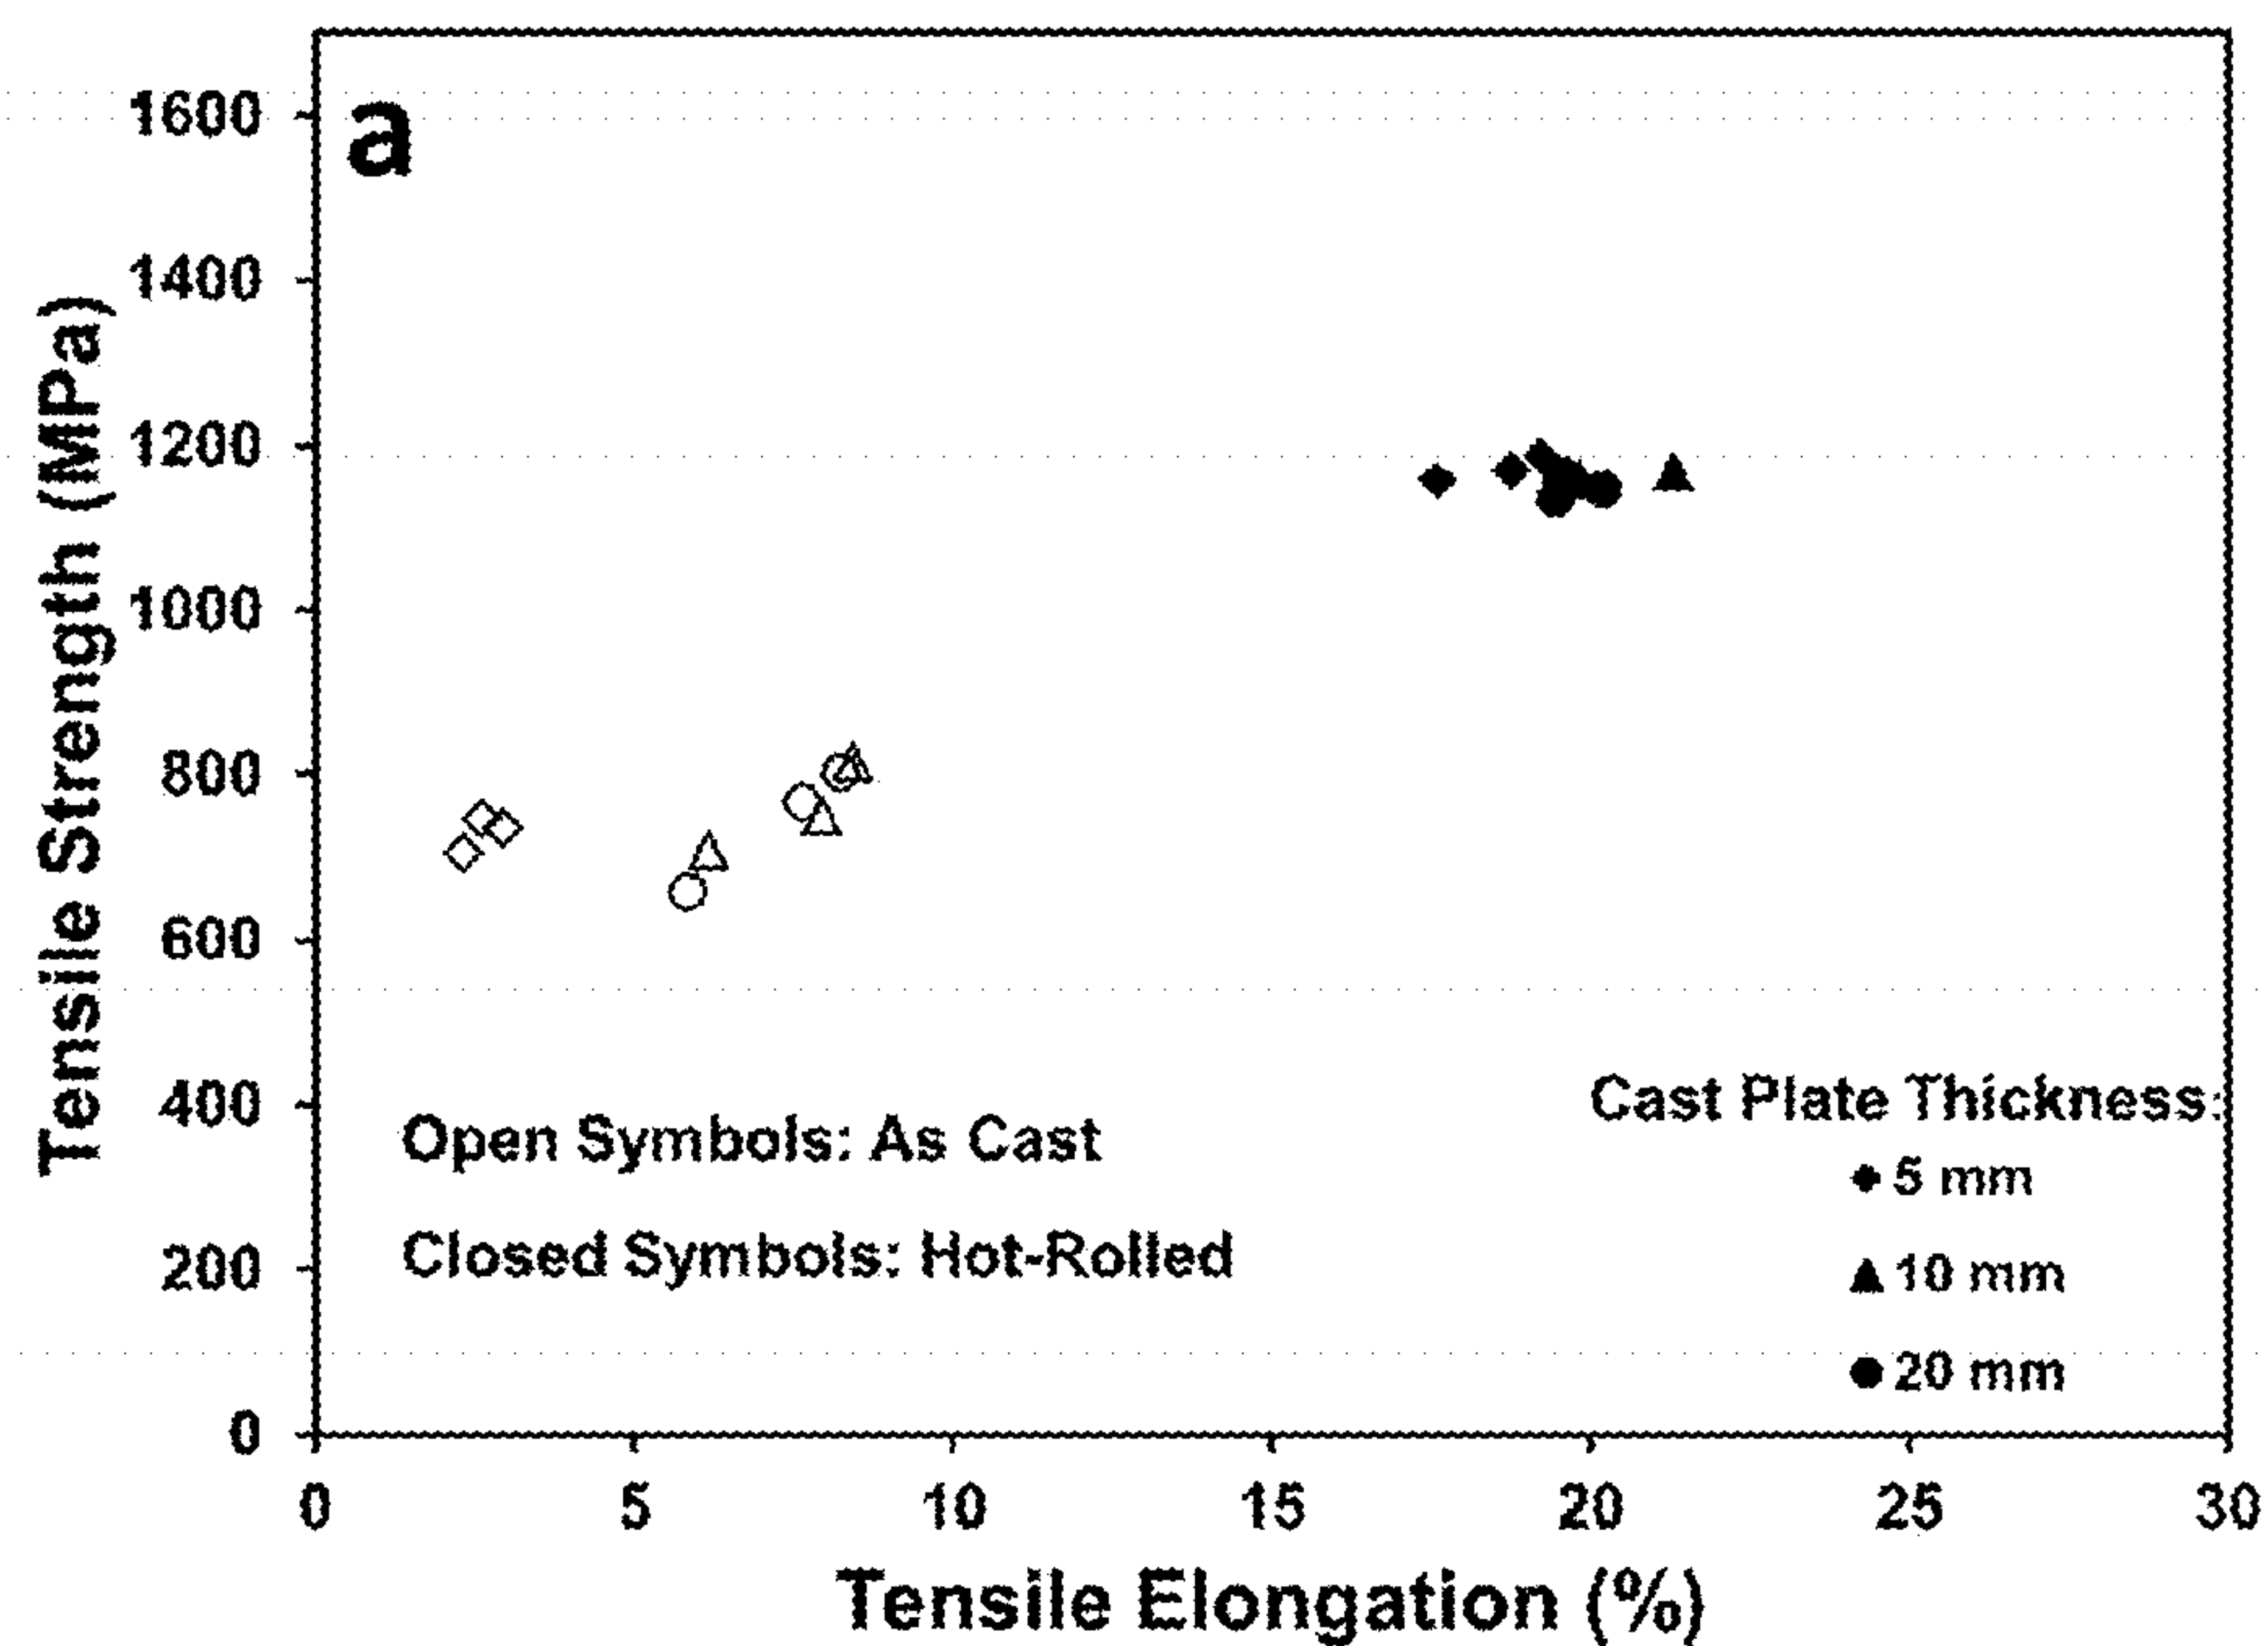 a
1600
1400
1200
1000
800
600
400
200
0
Tensile Strength (MPa)
Open Symbols: As Cast
Closed Symbols: Hot-Rolled
Cast Plate Thickness:
5 mm
10 mm
20 mm
0 5 10 15 20 25 30
Tensile Elongation (%)